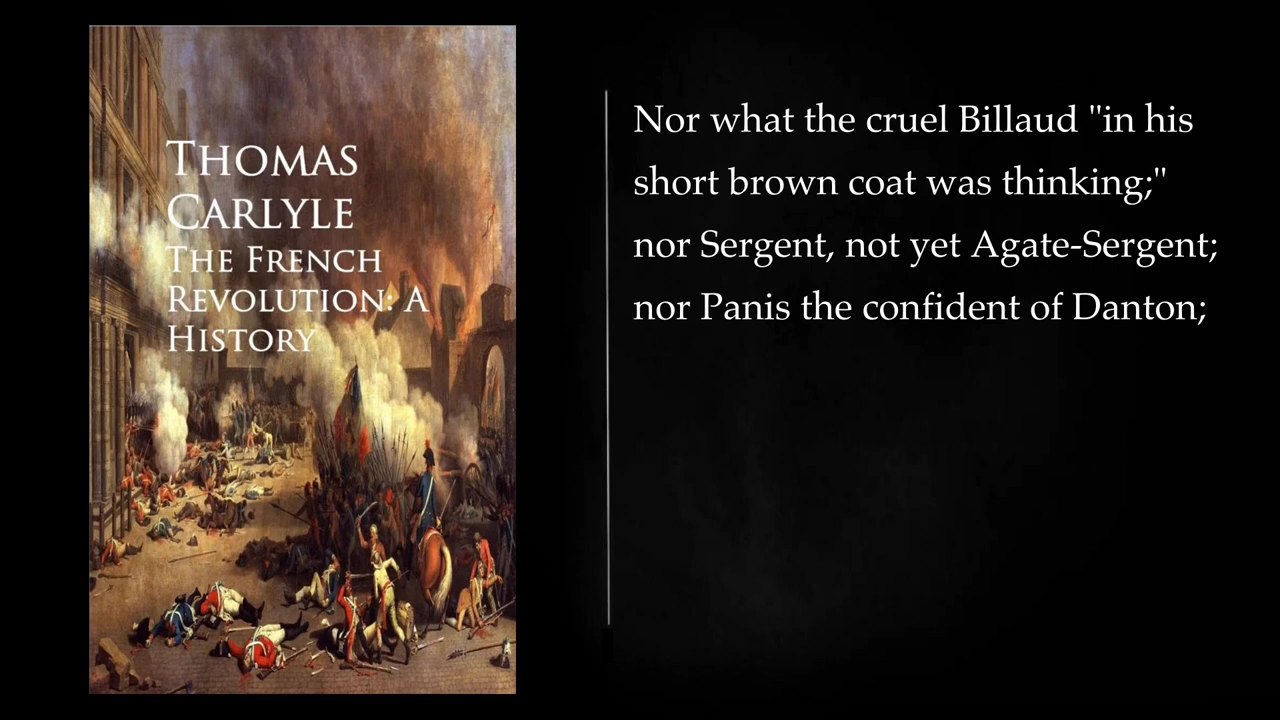 THOMAS
CARLYLE
THE FRENCH
REVOLUTION: A
HISTORY
Nor what the cruel Billaud "in his
short brown coat was thinking;"
nor Sergent, not yet Agate-Sergent;
nor Panis the confident of Danton;